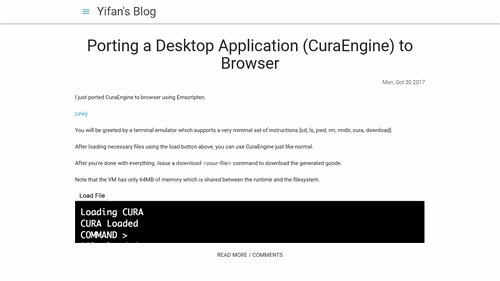 Yifan's Blog
Porting a Desktop Application (CuraEngine) to
Browser
Mon, Oct 30 2017
I just ported CuraEngine to browser using Emscripten.
Linky
You will be greeted by a terminal emulator which supports a very minimal set of instructions [cd, ls, pwd, rm, rmdir, cura, download].
After loading necessary files using the load button above, you can use CuraEngine just like normal.
After you're done with everything. Issue a download <your-file> command to download the generated gcode.
Note that the VM has only 64MB of memory which is shared between the runtime and the filesystem.
Load File
Loading CURA
CURA Loaded
COMMAND >
READ MORE / COMMENTS